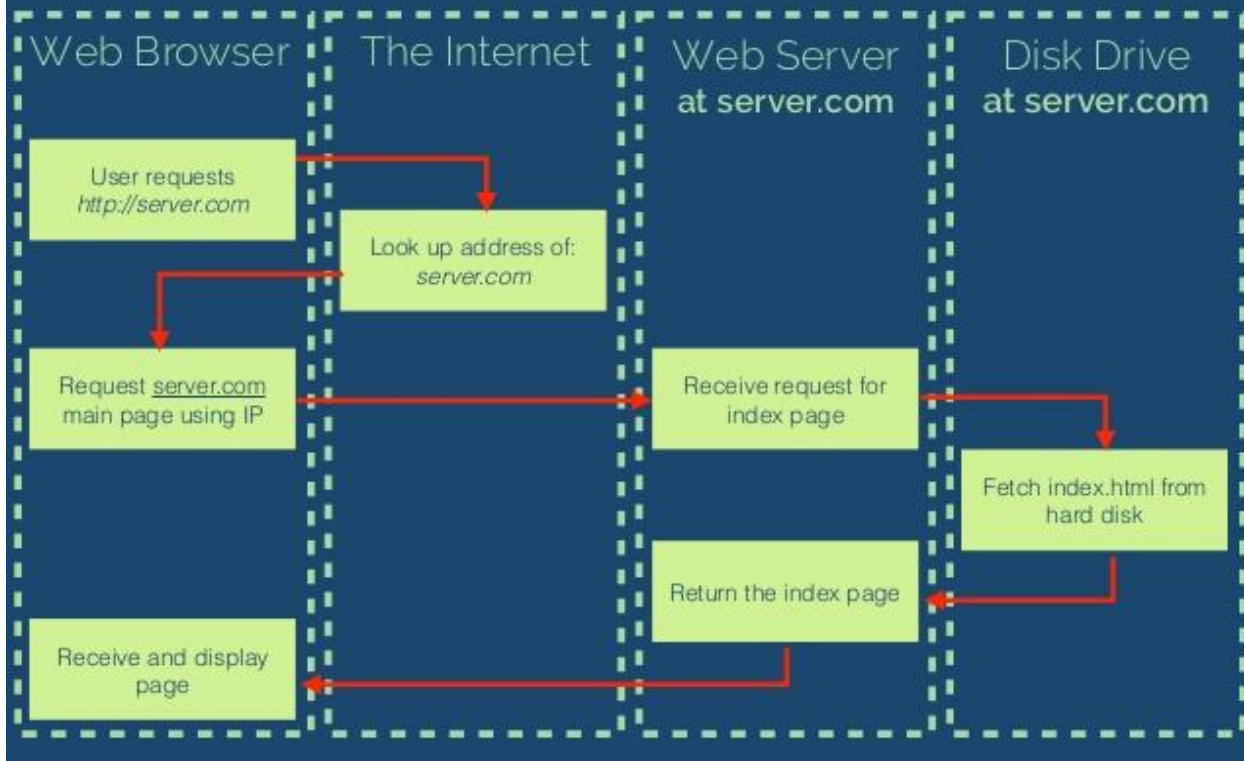 Web Browser
The Internet
Web Server
at server.com
Disk Drive
at server.com
User requests
http://server.com
Look up address of:
server.com
Request server.com
main page using IP
Receive request for
index page
Fetch index.html from
hard disk
Return the index page
Receive and display
page